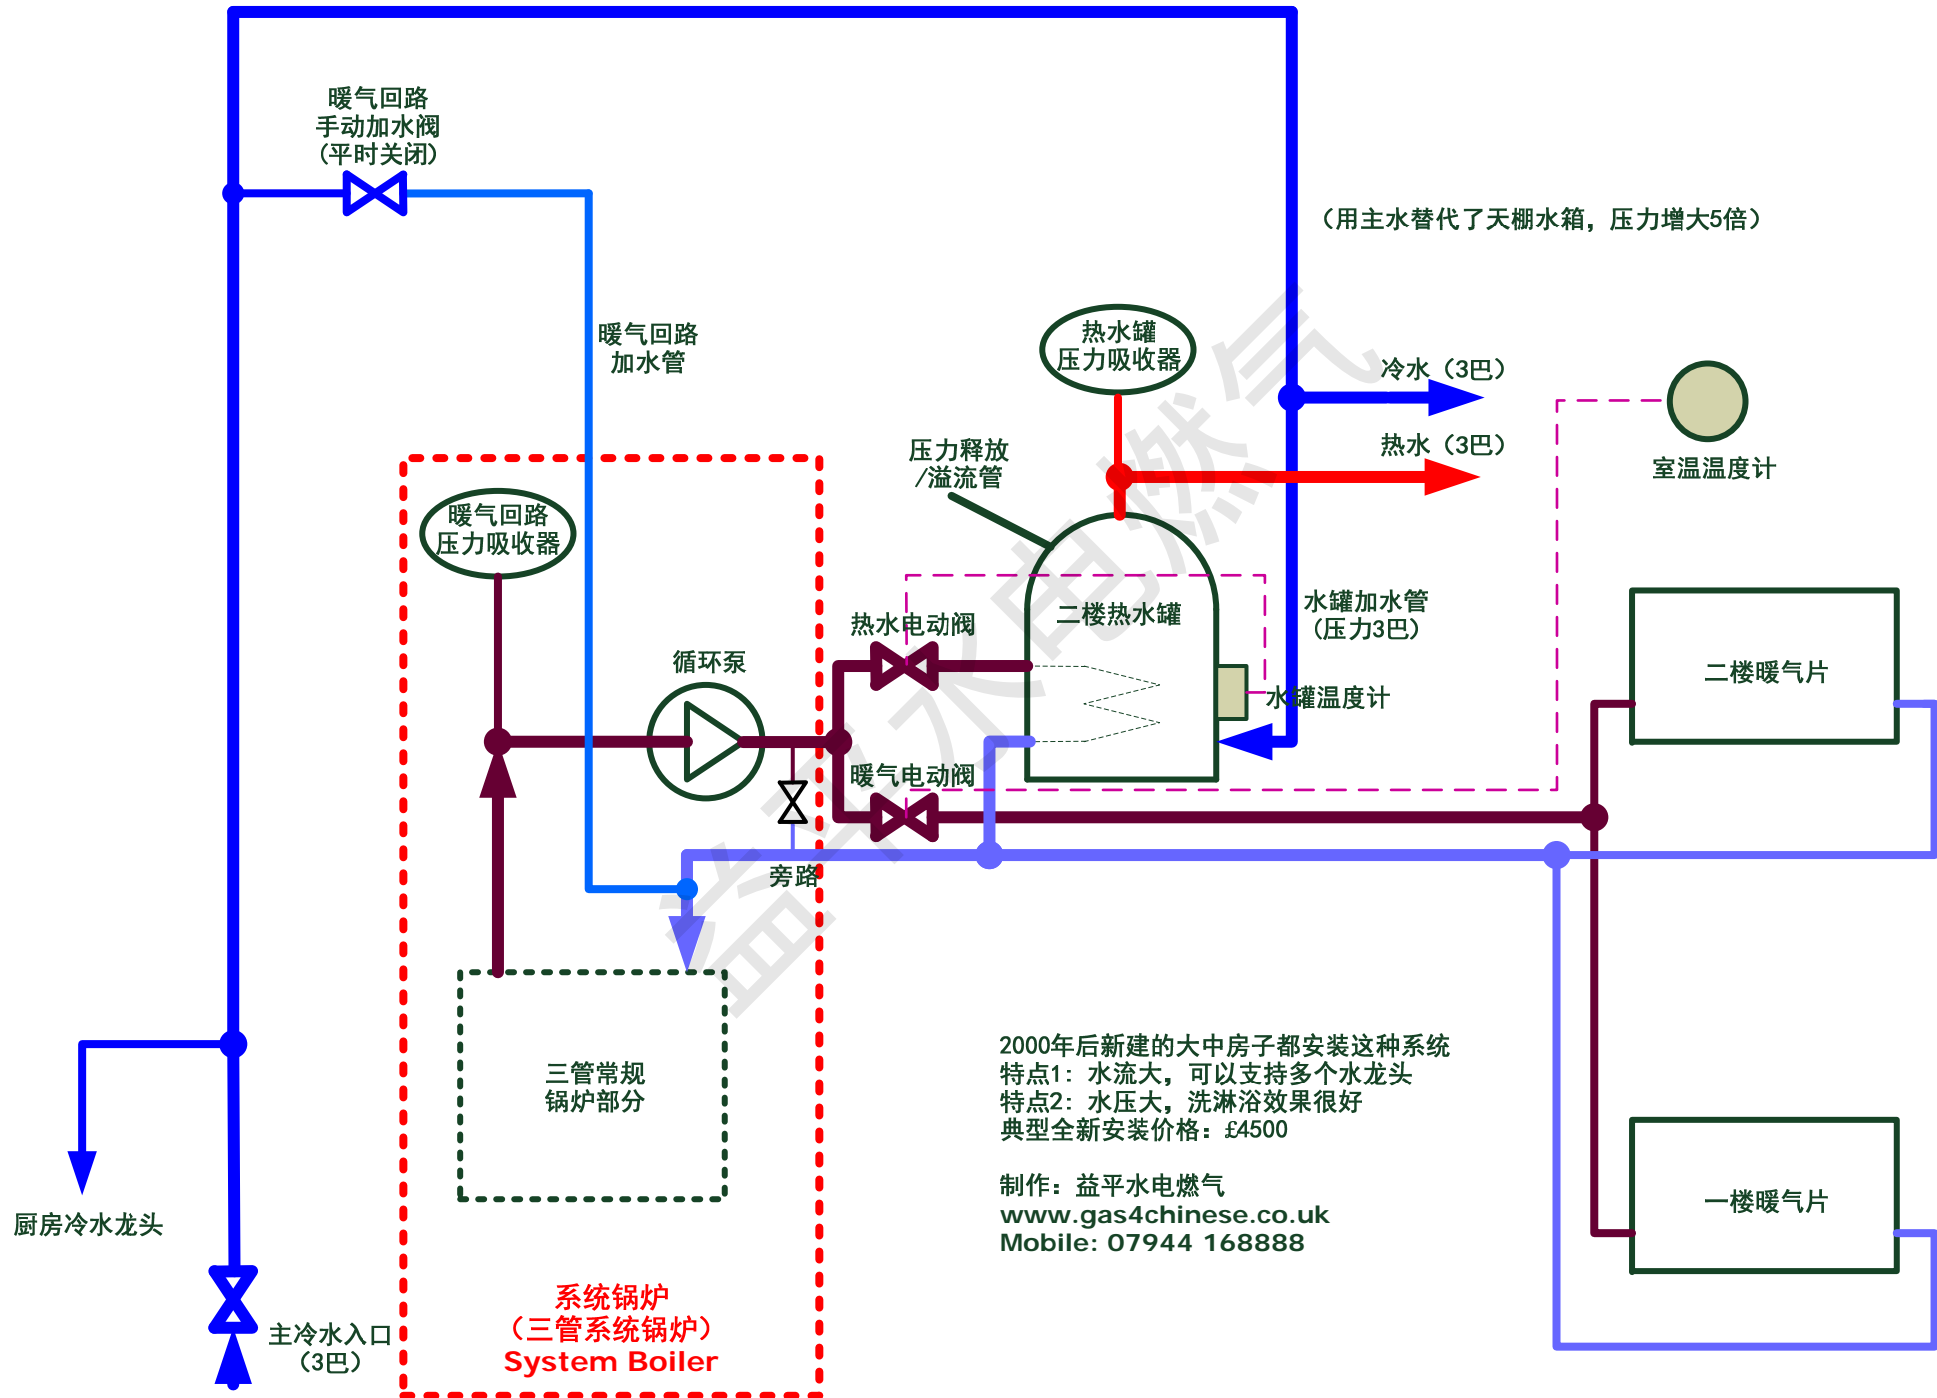 暖气回路
手动加水阀
(平时关闭)
（用主水替代了天棚水箱，压力增大5倍）
暖气回路
加水管
热水罐
压力吸收器
冷水（3巴）
热水（3巴）
室温温度计
压力释放
/溢流管
暖气回路
压力吸收器
热水电动阀
二楼热水罐
水罐加水管
(压力3巴)
循环泵
水罐温度计
二楼暖气片
暖气电动阀
旁路
三管常规
锅炉部分
2000年后新建的大中房子都安装这种系统
特点1：水流大，可以支持多个水龙头
特点2：水压大，洗淋浴效果很好
典型全新安装价格：£4500
制作：益平水电燃气
www.gas4chinese.co.uk
Mobile: 07944 168888
一楼暖气片
厨房冷水龙头
主冷水入口
（3巴）
系统锅炉
（三管系统锅炉）
System Boiler
益平水电燃气